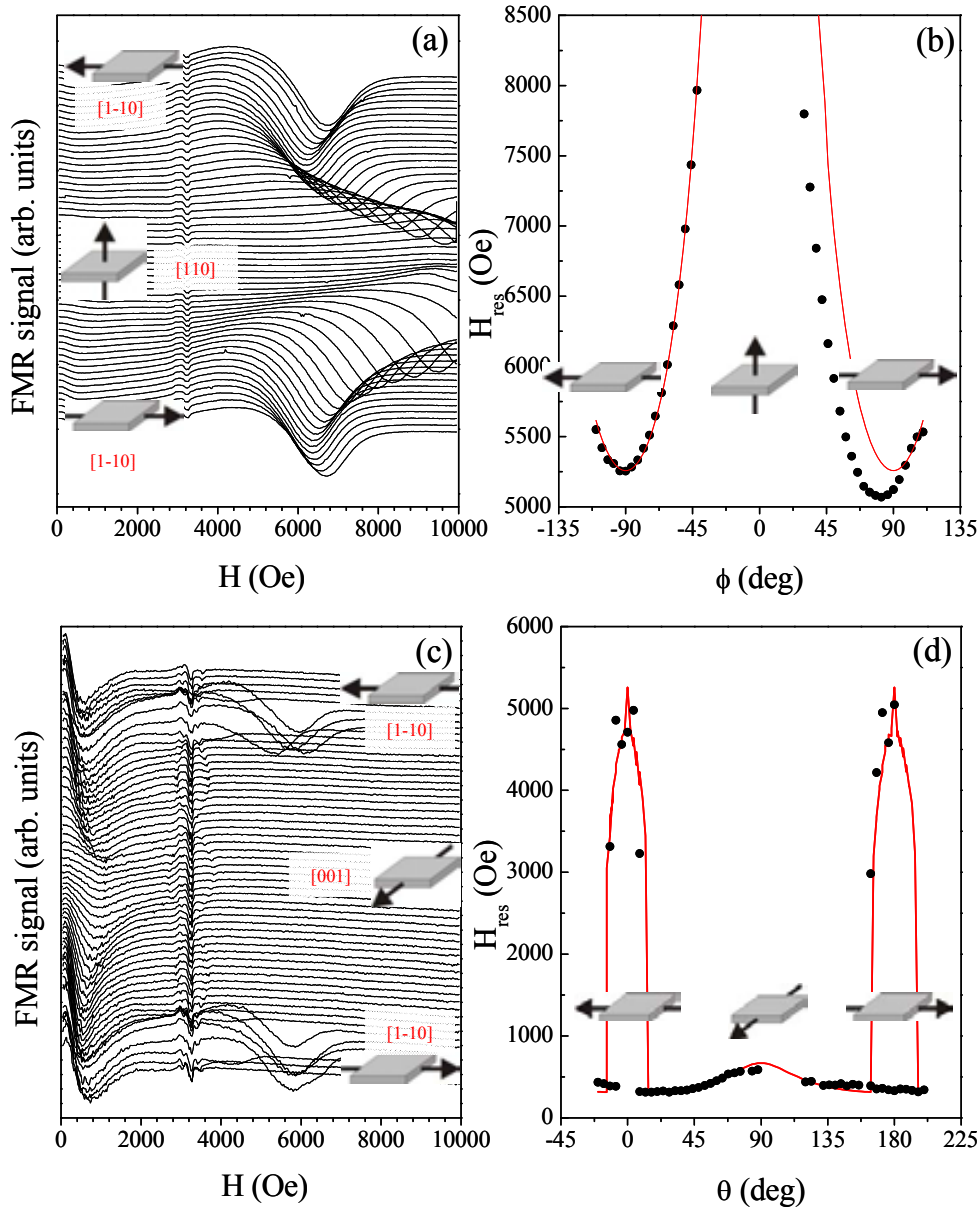 (a)
[1-10]
[110]
[1-10]
FMR signal (arb. units)
0 2000 4000 6000 8000 10000
H (Oe)
(b)
8500
8000
7500
7000
6500
6000
5500
5000
H_res (Oe)
-135 -90 -45 0 45 90 135
ϕ (deg)
(c)
[1-10]
[001]
[1-10]
FMR signal (arb. units)
0 2000 4000 6000 8000 10000
H (Oe)
(d)
6000
5000
4000
3000
2000
1000
0
H_res (Oe)
-45 0 45 90 135 180 225
θ (deg)